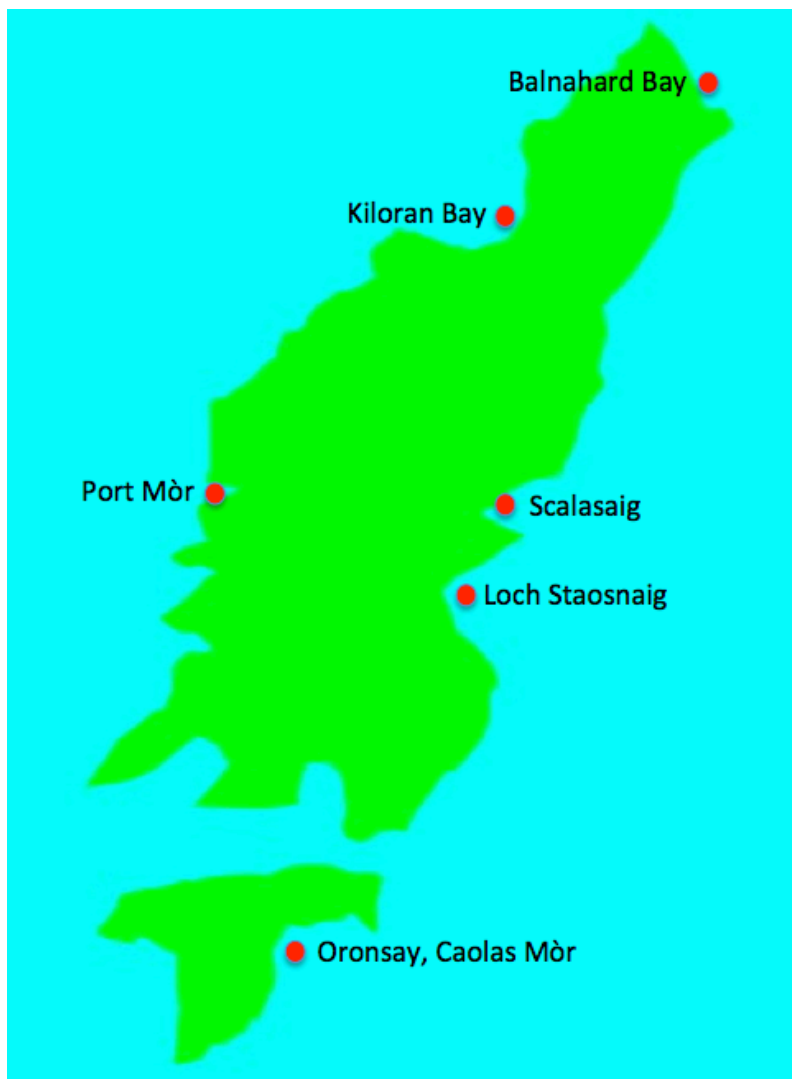 Balnahard Bay
Kiloran Bay
Port Mòr
Scalasaig
Loch Staosnaig
Oronsay, Caolas Mòr